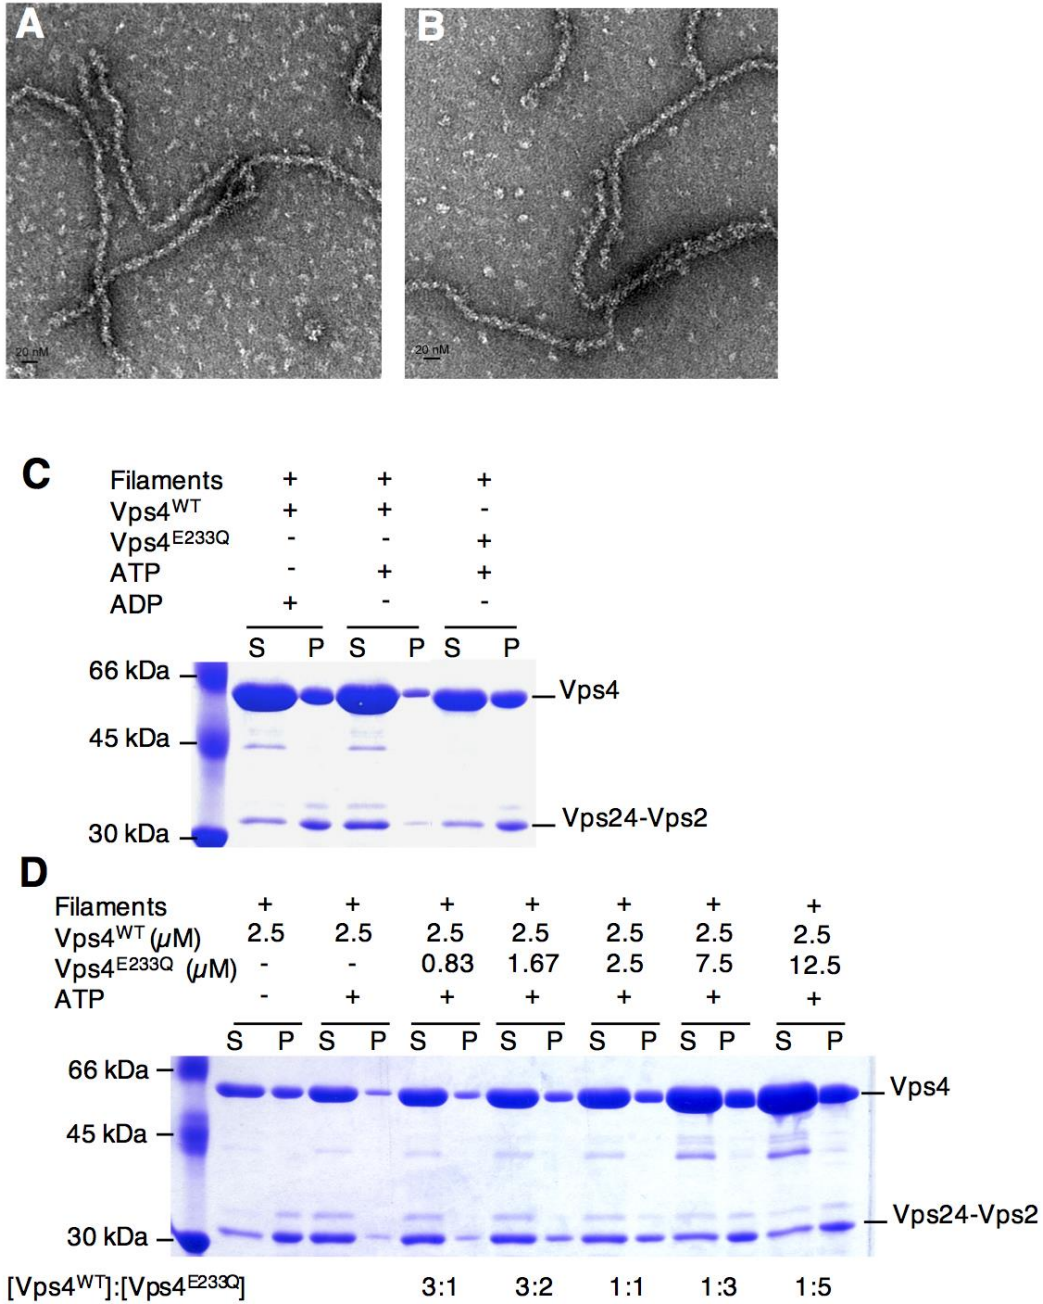 A B
20 nM 20 nM
C
Filaments + + +
Vps4WT + + -
Vps4E233Q - - +
ATP - + +
ADP + - -
S P S P S P
66 kDa
Vps4
45 kDa
Vps24-Vps2
30 kDa
D
Filaments + + + + + + +
Vps4WT (µM) 2.5 2.5 2.5 2.5 2.5 2.5 2.5
Vps4E233Q (µM) - - 0.83 1.67 2.5 7.5 12.5
ATP - + + + + + +
S P S P S P S P S P S P S P
66 kDa
Vps4
45 kDa
Vps24-Vps2
30 kDa
[Vps4WT]:[Vps4E233Q] 3:1 3:2 1:1 1:3 1:5